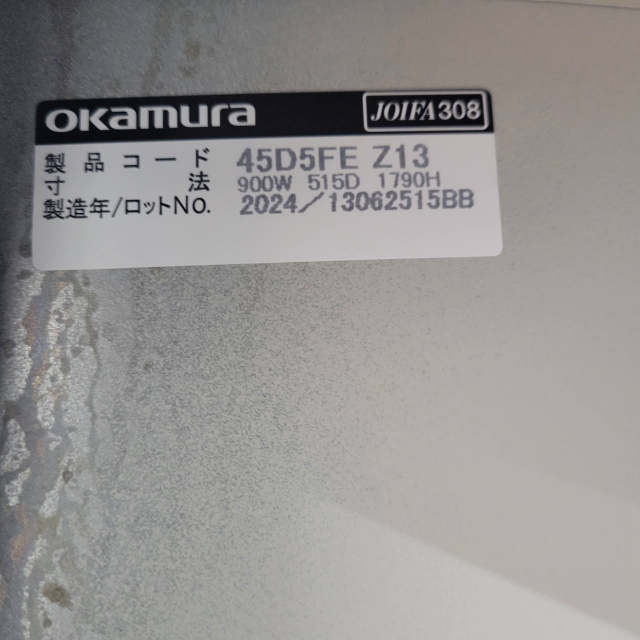 OKamura JOIFA308
製品コード 45D5FE Z13
寸法 900W 515D 1790H
製造年/ロットNO. 2024/13062515BB